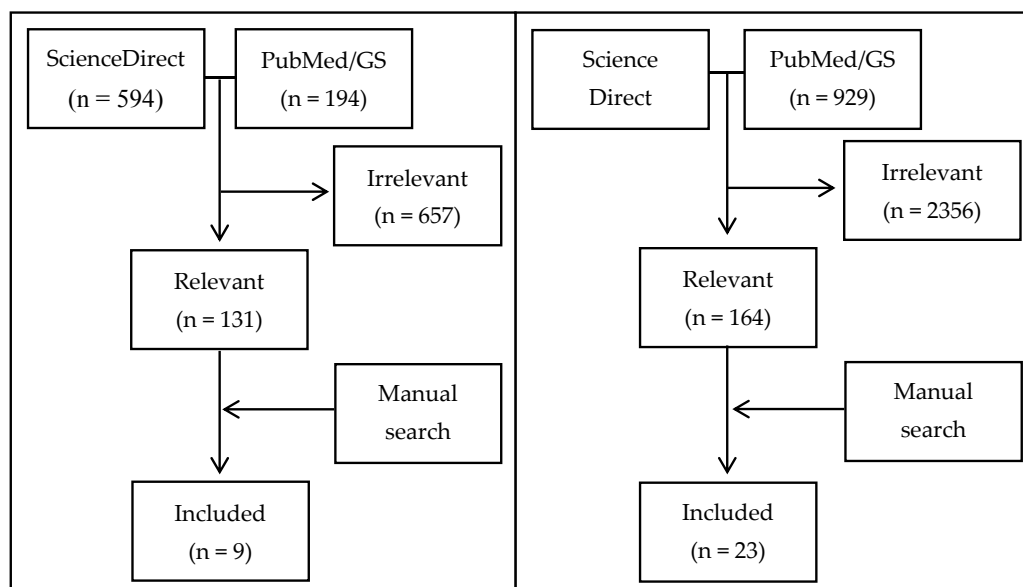 ScienceDirect
(n = 594)
PubMed/GS
(n = 194)
Irrelevant
(n = 657)
Relevant
(n = 131)
Manual
search
Included
(n = 9)
Science
Direct
PubMed/GS
(n = 929)
Irrelevant
(n = 2356)
Relevant
(n = 164)
Manual
search
Included
(n = 23)